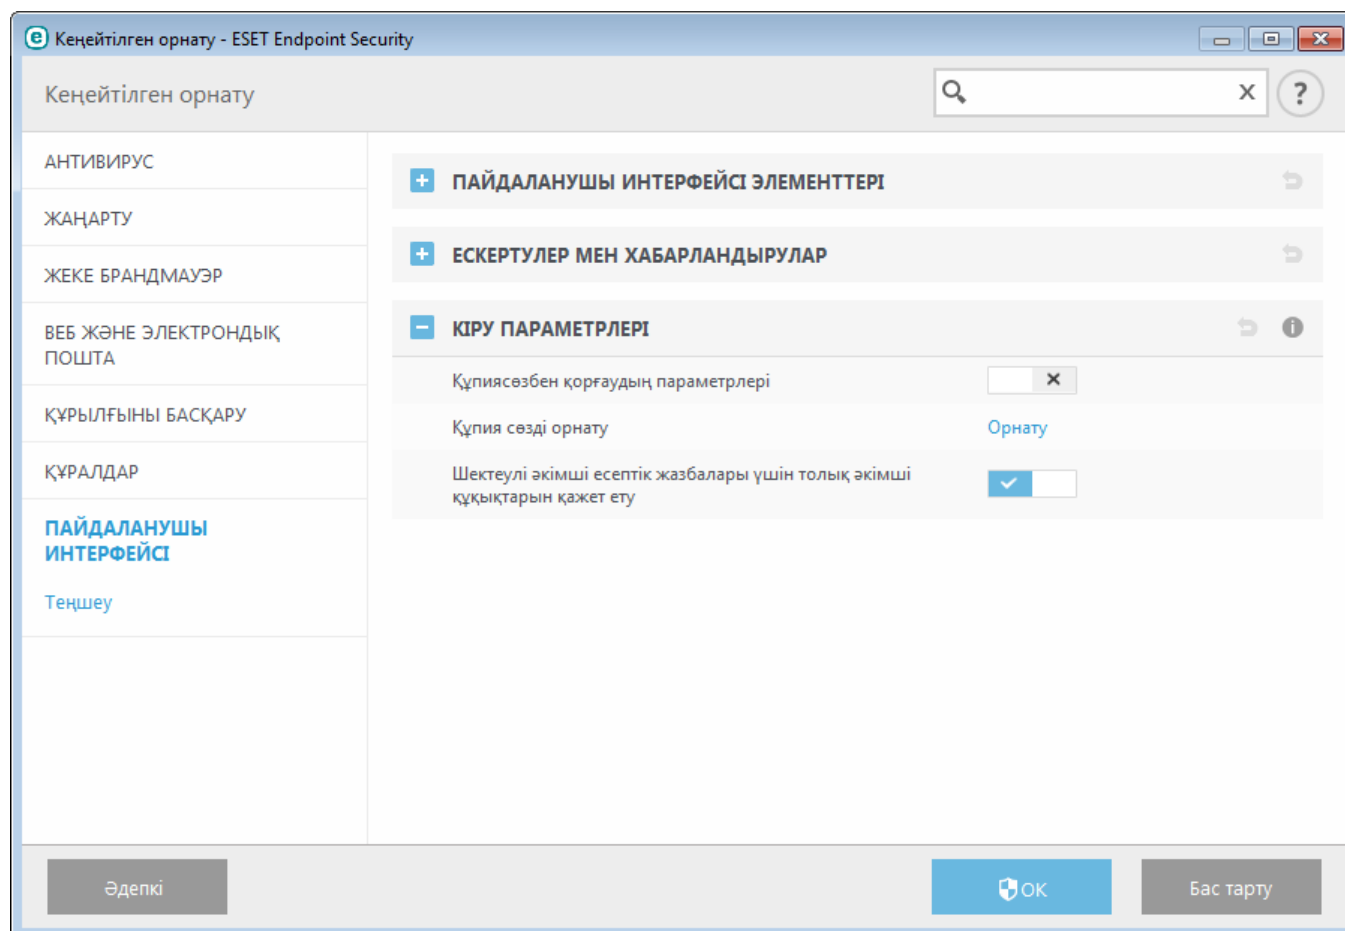 Кеңейтілген орнату - ESET Endpoint Security
Кеңейтілген орнату
АНТИВИРУС
ЖАҢАРТУ
ЖЕКЕ БРАНДМАУЭР
ВЕБ ЖӘНЕ ЭЛЕКТРОНДЫҚ
ПОШТА
ҚҰРЫЛҒЫНЫ БАСҚАРУ
ҚҰРАЛДАР
ПАЙДАЛАНУШЫ
ИНТЕРФЕЙСІ
Теңшеу
ПАЙДАЛАНУШЫ ИНТЕРФЕЙСІ ЭЛЕМЕНТТЕРІ
ЕСКЕРТУЛЕР МЕН ХАБАРЛАНДЫРУЛАР
КІРУ ПАРАМЕТРЛЕРІ
Құпиясөзбен қорғаудың параметрлері
Құпия сөзді орнату
Орнату
Шектеулі әкімші есептік жазбалары үшін толық әкімші
құқықтарын қажет ету
Әдепкі
OK
Бас тарту